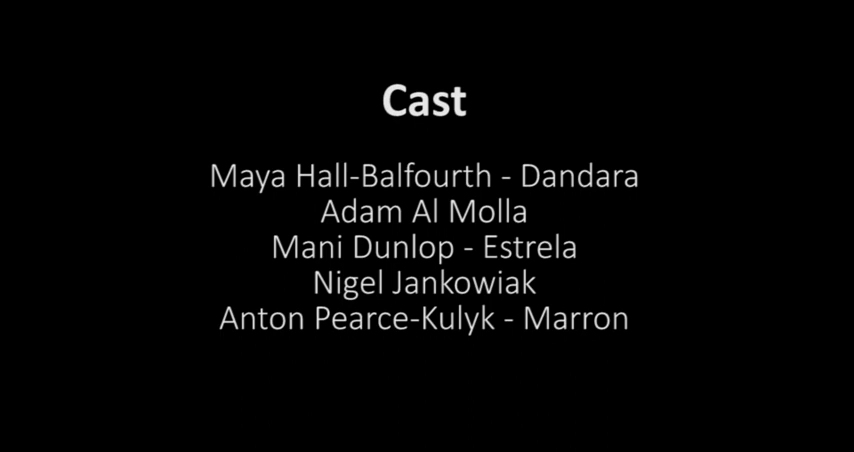 Cast
Maya Hall-Balfourth - Dandara
Adam Al Molla
Mani Dunlop - Estrela
Nigel Jankowiak
Anton Pearce-Kulyk - Marron